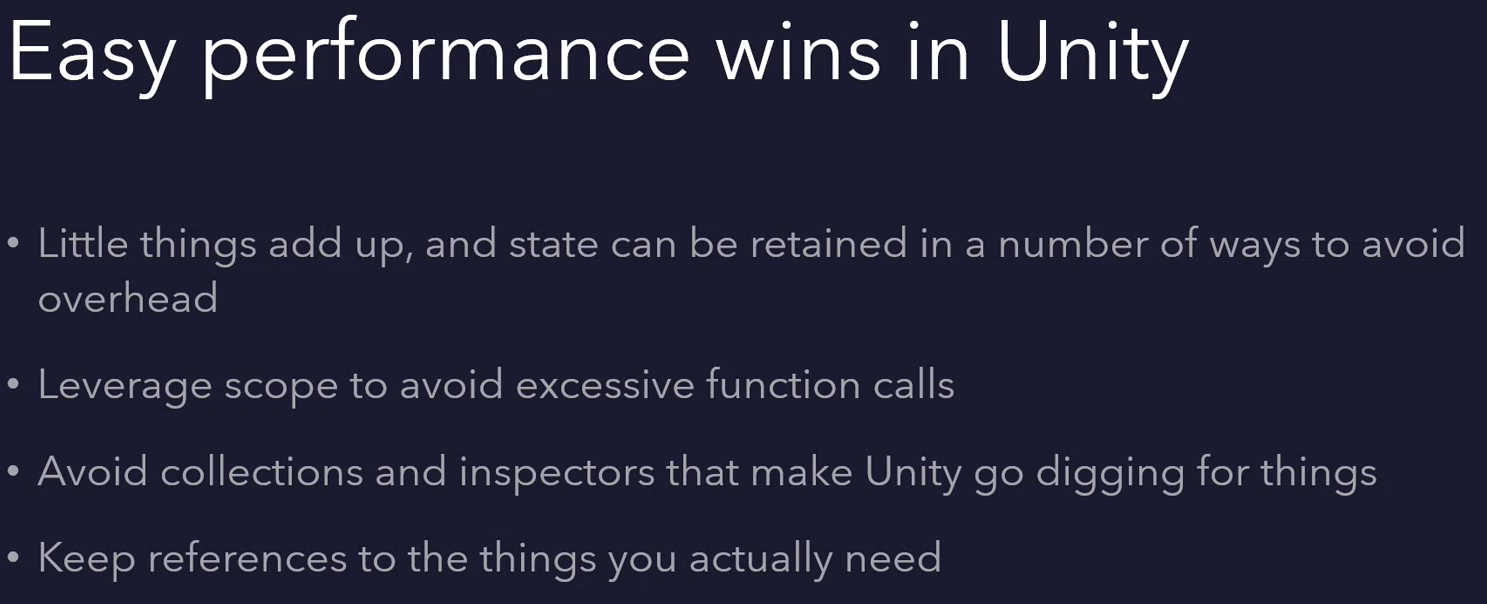 Easy performance wins in Unity
• Little things add up, and state can be retained in a number of ways to avoid
overhead
• Leverage scope to avoid excessive function calls
• Avoid collections and inspectors that make Unity go digging for things
• Keep references to the things you actually need